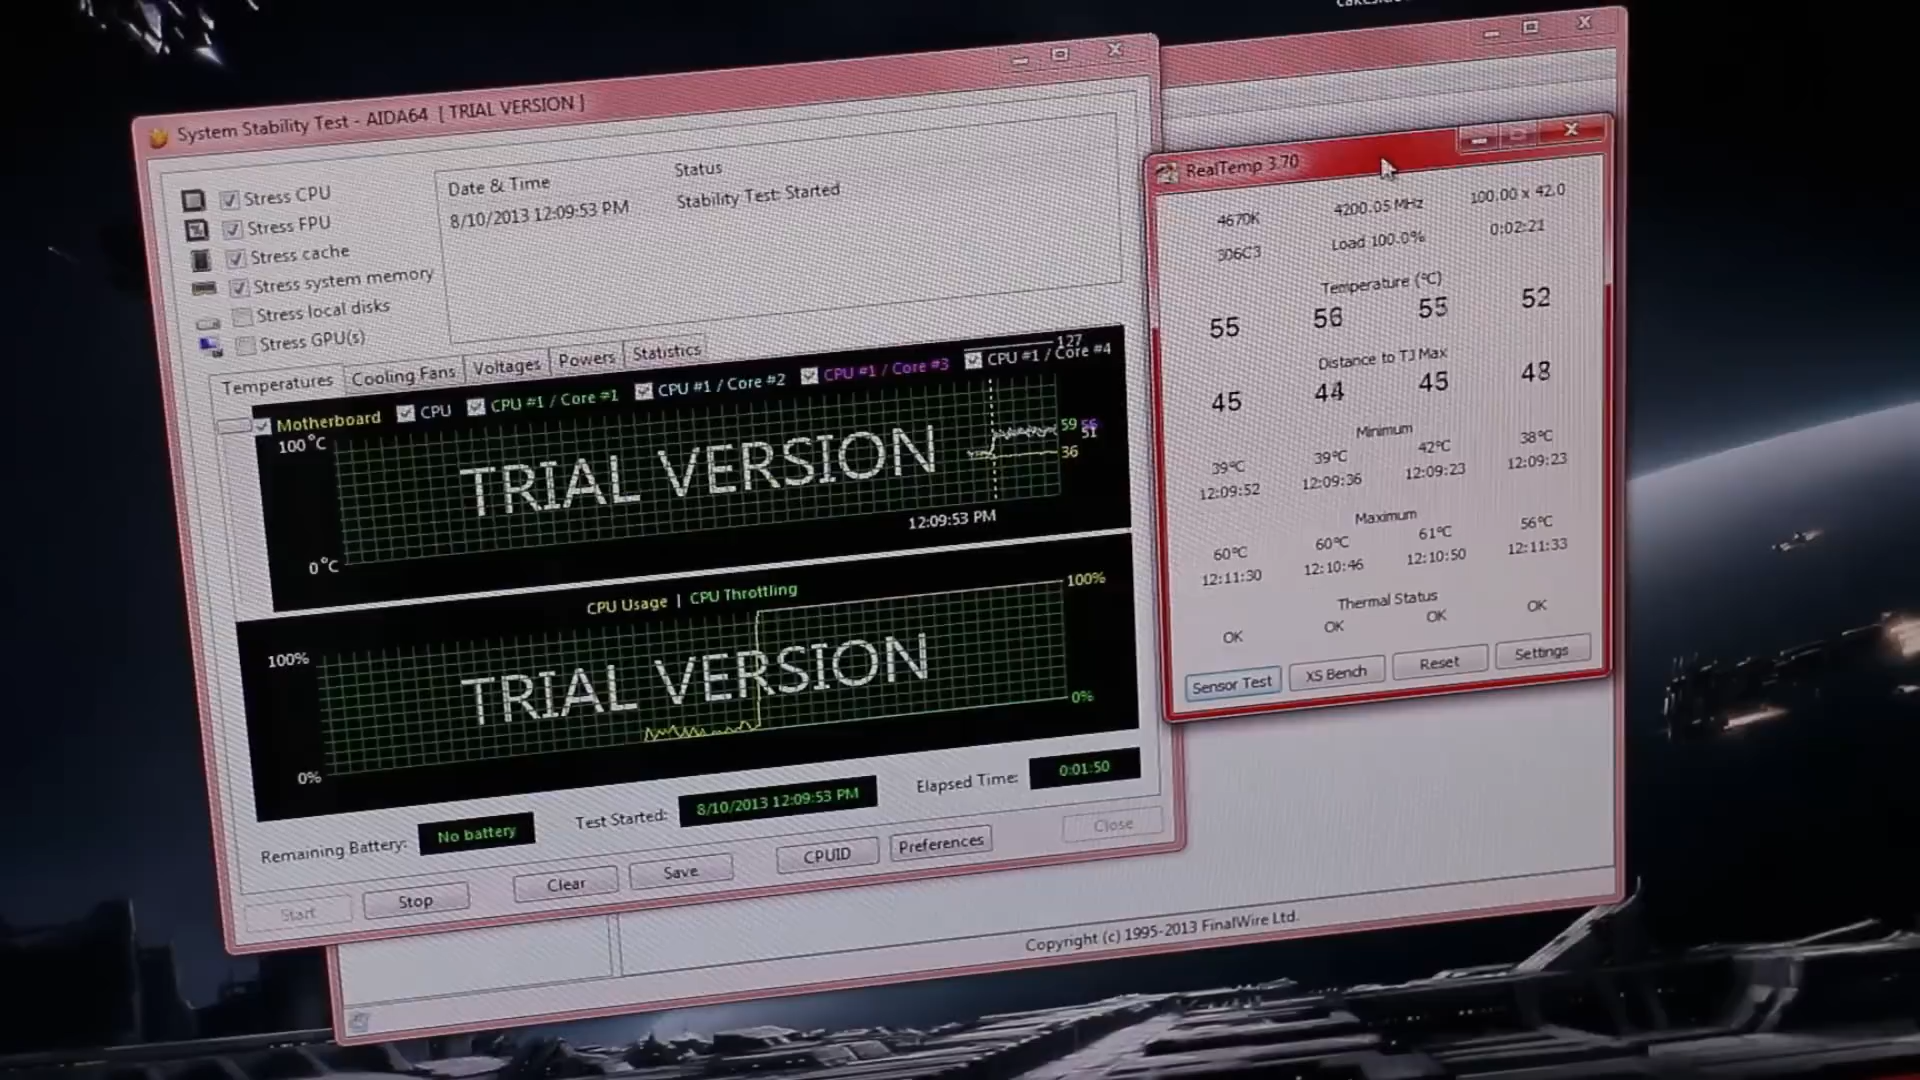 System Stability Test - AIDA64 [ TRIAL VERSION ]
Stress CPU
Stress FPU
Stress cache
Stress system memory
Stress local disks
Stress GPU(s)
Date & Time
Status
8/10/2013 12:09:53 PM
Stability Test: Started
Temperatures
Cooling Fans
Voltages
Powers
Statistics
Motherboard
CPU
CPU #1 / Core #1
CPU #1 / Core #2
CPU #1 / Core #3
CPU #1 / Core #4
127
100°C
TRIAL VERSION
59
51
36
0°C
12:09:53 PM
CPU Usage | CPU Throttling
100%
100%
TRIAL VERSION
0%
0%
Remaining Battery:
No battery
Test Started:
8/10/2013 12:09:53 PM
Elapsed Time:
0:01:50
Start
Stop
Clear
Save
CPUID
Preferences
Close
RealTemp 3.70
4670K
4200.05 MHz
100.00 x 42.0
306C3
Load 100.0%
0:02:21
Temperature (°C)
55 56 55 52
Distance to TJ Max
45 44 45 48
Minimum
39°C 39°C 42°C 38°C
12:09:52 12:09:36 12:09:23 12:09:23
Maximum
60°C 60°C 61°C 56°C
12:11:30 12:10:46 12:10:50 12:11:33
Thermal Status
OK OK OK OK
Sensor Test
XS Bench
Reset
Settings
Copyright (c) 1995-2013 FinalWire Ltd.